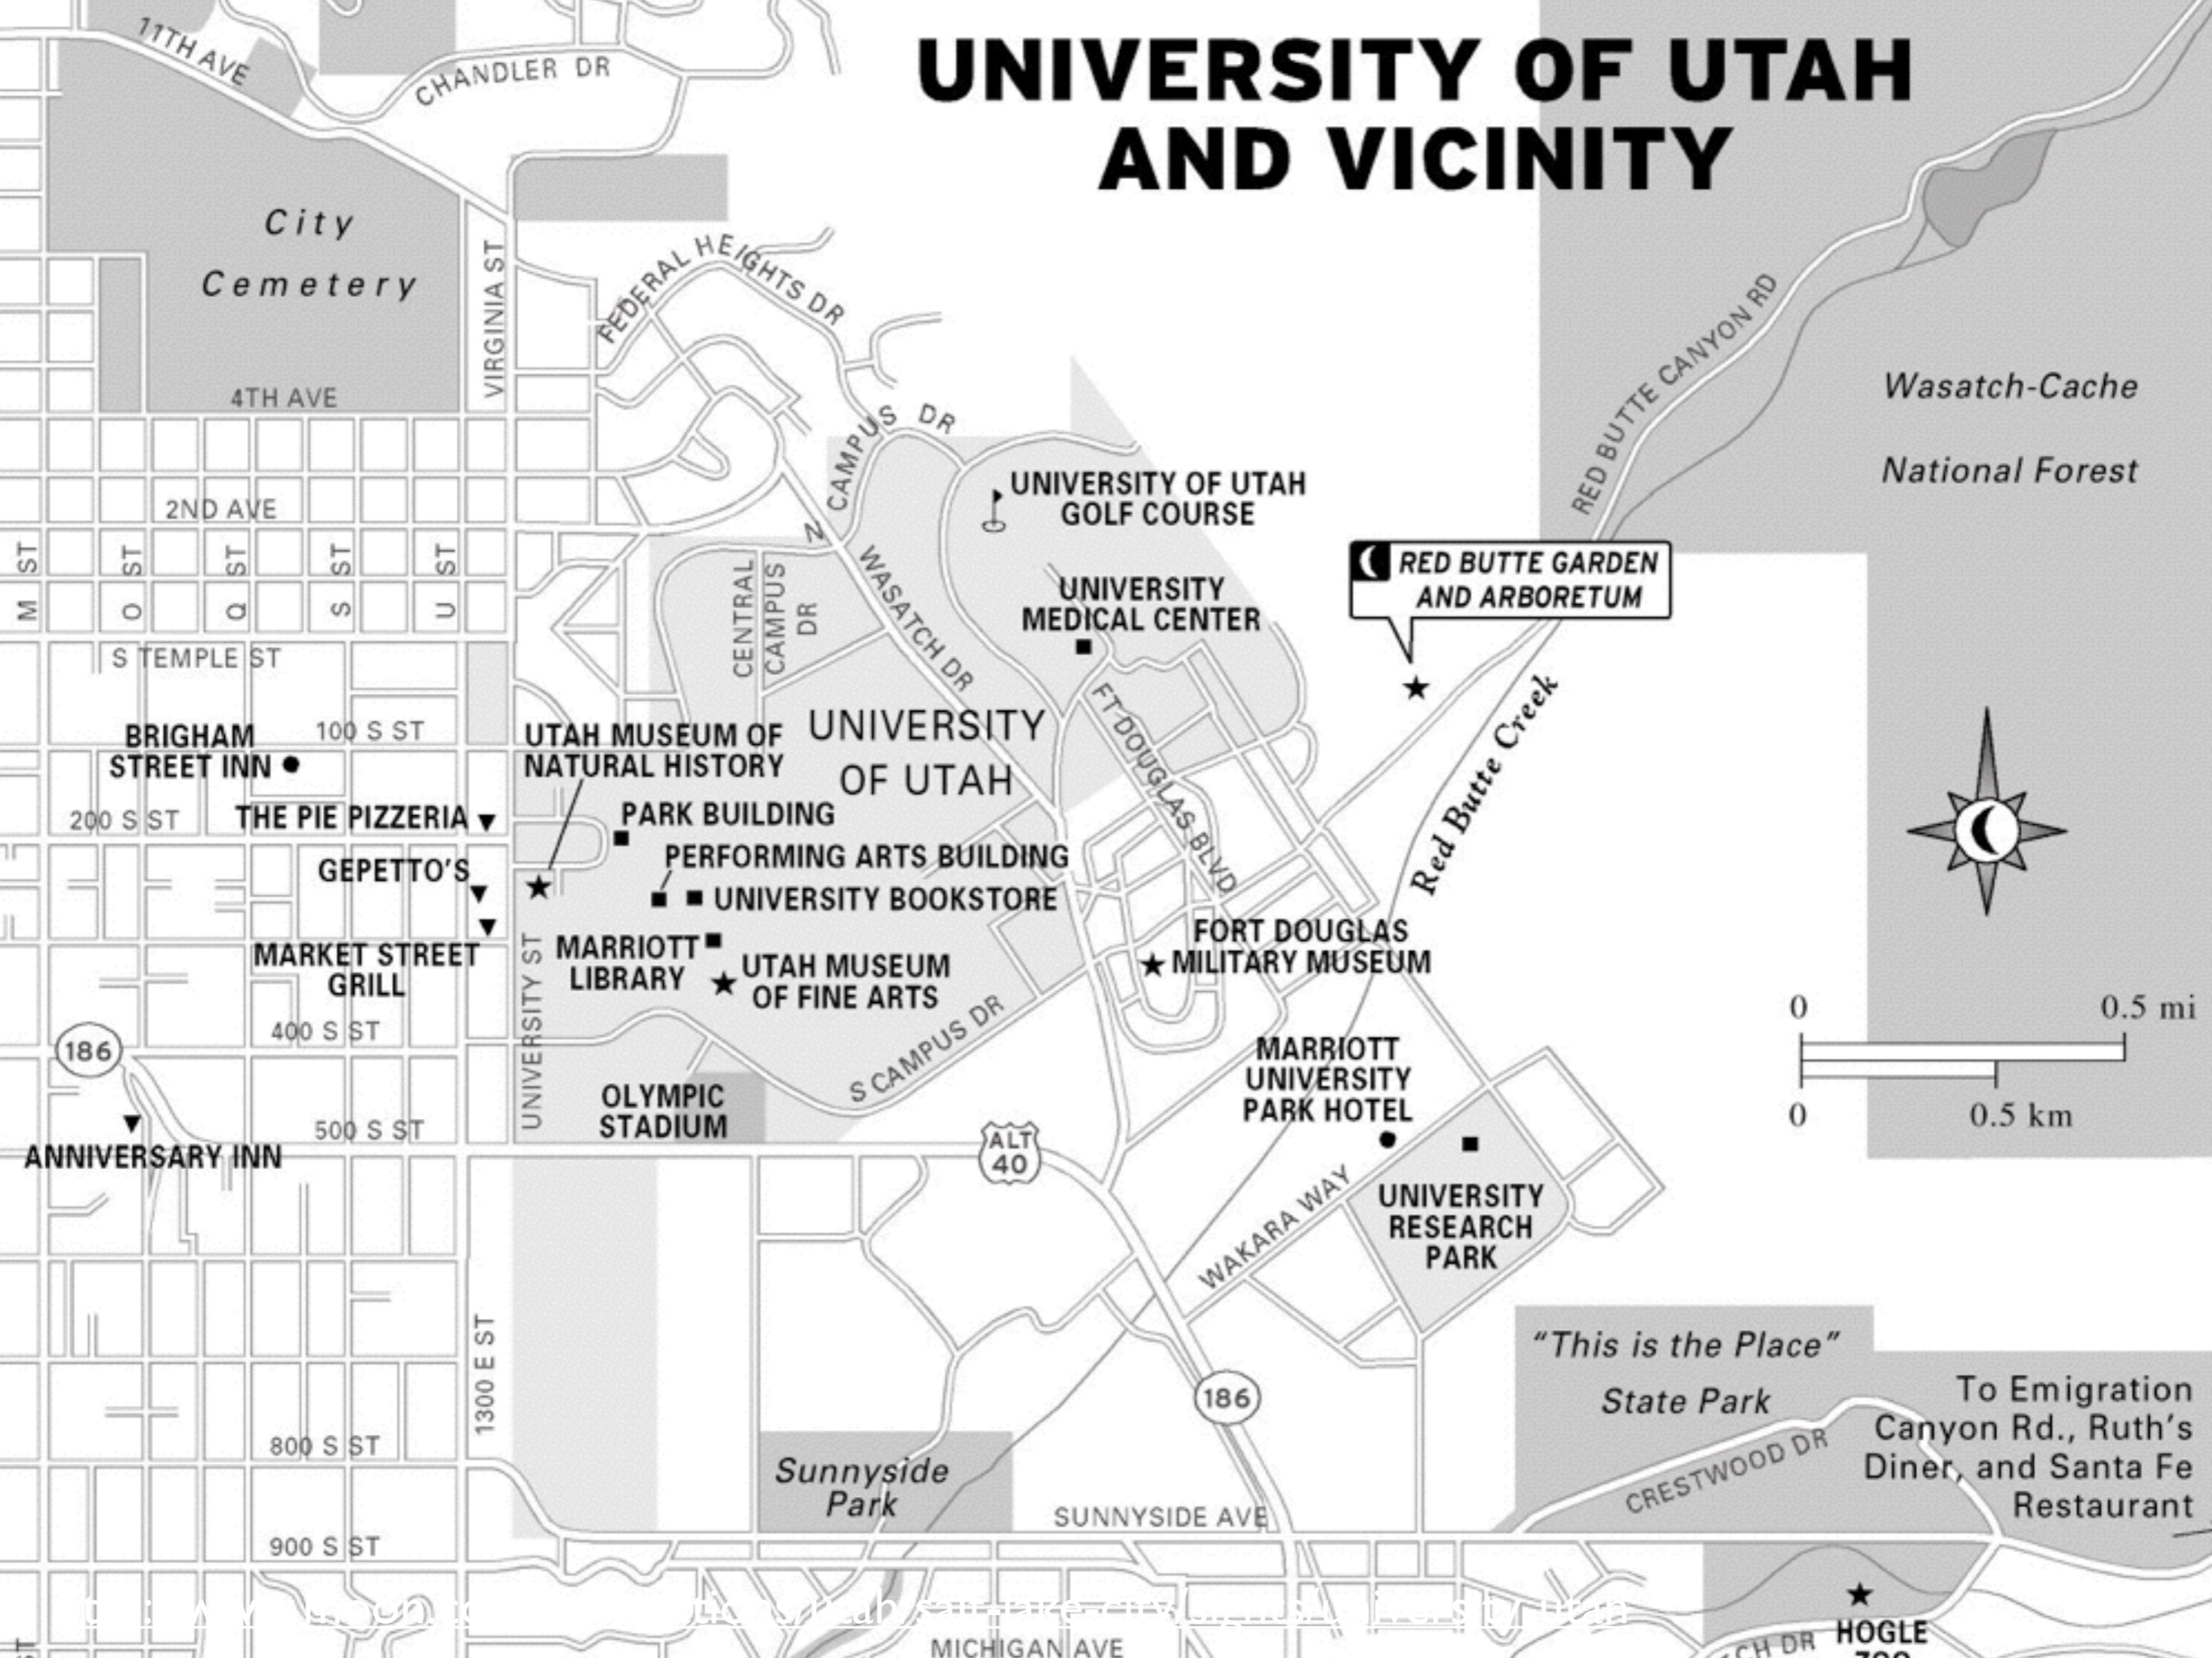 UNIVERSITY OF UTAH
AND VICINITY
11TH AVE
CHANDLER DR
City
Cemetery
VIRGINIA ST
FEDERAL HEIGHTS DR
4TH AVE
2ND AVE
M ST
O ST
Q ST
S ST
U ST
S TEMPLE ST
N CAMPUS DR
WASATCH DR
CENTRAL
CAMPUS
DR
UNIVERSITY OF UTAH
GOLF COURSE
UNIVERSITY
MEDICAL CENTER
RED BUTTE GARDEN
AND ARBORETUM
RED BUTTE CANYON RD
Wasatch-Cache
National Forest
Red Butte Creek
FT DOUGLAS BLVD
BRIGHAM
STREET INN
100 S ST
UTAH MUSEUM OF
NATURAL HISTORY
UNIVERSITY
OF UTAH
200 S ST
THE PIE PIZZERIA
PARK BUILDING
GEPETTO'S
PERFORMING ARTS BUILDING
UNIVERSITY BOOKSTORE
MARKET STREET
GRILL
MARRIOTT
LIBRARY
UTAH MUSEUM
OF FINE ARTS
FORT DOUGLAS
MILITARY MUSEUM
UNIVERSITY ST
400 S ST
186
S CAMPUS DR
OLYMPIC
STADIUM
500 S ST
ANNIVERSARY INN
ALT
40
MARRIOTT
UNIVERSITY
PARK HOTEL
0
0.5 mi
0
0.5 km
WAKARA WAY
UNIVERSITY
RESEARCH
PARK
1300 E ST
186
"This is the Place"
State Park
CRESTWOOD DR
To Emigration
Canyon Rd., Ruth's
Diner, and Santa Fe
Restaurant
800 S ST
Sunnyside
Park
SUNNYSIDE AVE
900 S ST
MICHIGAN AVE
DR
HOGLE
ZOO
ST